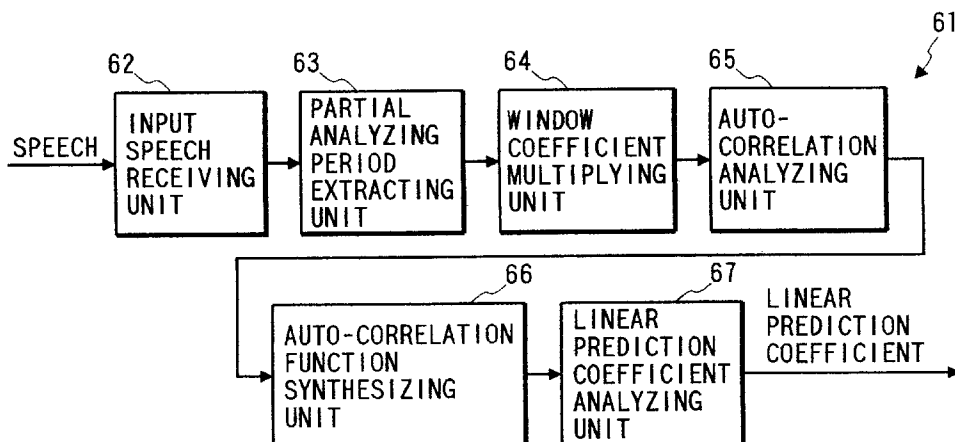 61
62
63
64
65
SPEECH
INPUT
SPEECH
RECEIVING
UNIT
PARTIAL
ANALYZING
PERIOD
EXTRACTING
UNIT
WINDOW
COEFFICIENT
MULTIPLYING
UNIT
AUTO-
CORRELATION
ANALYZING
UNIT
66
67
AUTO-CORRELATION
FUNCTION
SYNTHESIZING
UNIT
LINEAR
PREDICTION
COEFFICIENT
ANALYZING
UNIT
LINEAR
PREDICTION
COEFFICIENT